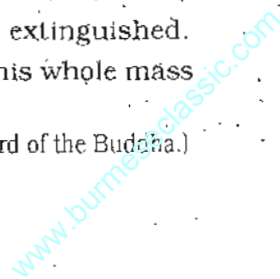 extinguished.
his whole mass
rd of the Buddha.)
www.burmeseclassic.com